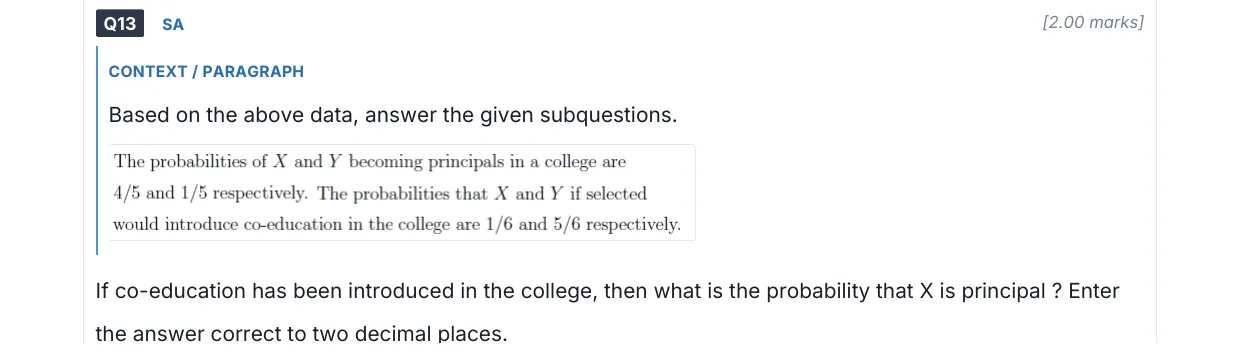 Q13 SA [2.00 marks]
CONTEXT / PARAGRAPH
Based on the above data, answer the given subquestions.
The probabilities of X and Y becoming principals in a college are
4/5 and 1/5 respectively. The probabilities that X and Y if selected
would introduce co-education in the college are 1/6 and 5/6 respectively.
If co-education has been introduced in the college, then what is the probability that X is principal ? Enter
the answer correct to two decimal places.